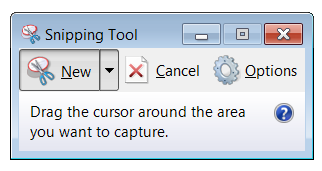 Snipping Tool
New Cancel Options
Drag the cursor around the area
you want to capture.